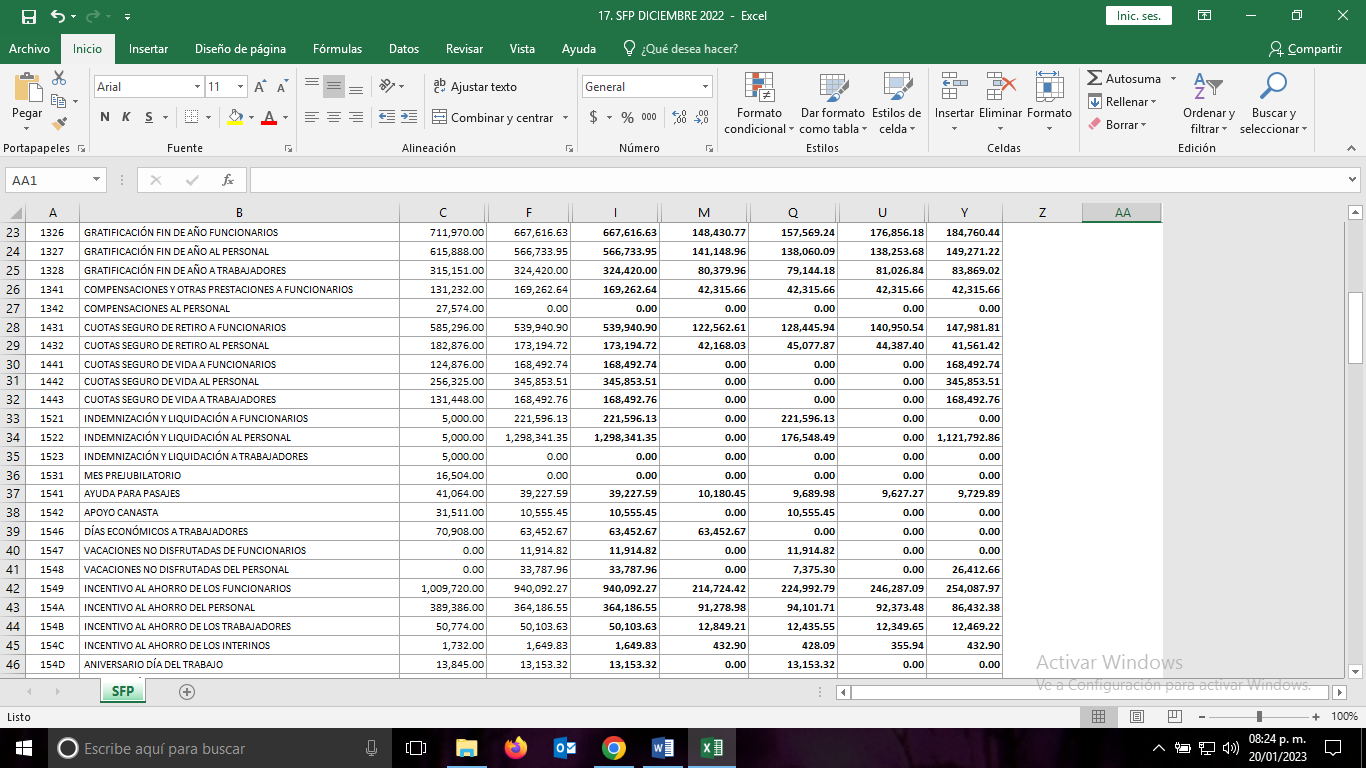 17. SFP DICIEMBRE 2022 - Excel
Inic. ses.
Archivo Inicio Insertar Diseño de página Fórmulas Datos Revisar Vista Ayuda ¿Qué desea hacer? Compartir
Pegar Arial 11 Ajustar texto General Formato condicional Dar formato como tabla Estilos de celda Insertar Eliminar Formato Autosuma Rellenar Borrar Ordenar y filtrar Buscar y seleccionar
N K S Combinar y centrar $ % 000
Portapapeles Fuente Alineación Número Estilos Celdas Edición
AA1 fx
A B C F I M Q U Y Z AA
23 1326 GRATIFICACIÓN FIN DE AÑO FUNCIONARIOS 711,970.00 667,616.63 667,616.63 148,430.77 157,569.24 176,856.18 184,760.44
24 1327 GRATIFICACIÓN FIN DE AÑO AL PERSONAL 615,888.00 566,733.95 566,733.95 141,148.96 138,060.09 138,253.68 149,271.22
25 1328 GRATIFICACIÓN FIN DE AÑO A TRABAJADORES 315,151.00 324,420.00 324,420.00 80,379.96 79,144.18 81,026.84 83,869.02
26 1341 COMPENSACIONES Y OTRAS PRESTACIONES A FUNCIONARIOS 131,232.00 169,262.64 169,262.64 42,315.66 42,315.66 42,315.66 42,315.66
27 1342 COMPENSACIONES AL PERSONAL 27,574.00 0.00 0.00 0.00 0.00 0.00 0.00
28 1431 CUOTAS SEGURO DE RETIRO A FUNCIONARIOS 585,296.00 539,940.90 539,940.90 122,562.61 128,445.94 140,950.54 147,981.81
29 1432 CUOTAS SEGURO DE RETIRO AL PERSONAL 182,876.00 173,194.72 173,194.72 42,168.03 45,077.87 44,387.40 41,561.42
30 1441 CUOTAS SEGURO DE VIDA A FUNCIONARIOS 124,876.00 168,492.74 168,492.74 0.00 0.00 0.00 168,492.74
31 1442 CUOTAS SEGURO DE VIDA AL PERSONAL 256,325.00 345,853.51 345,853.51 0.00 0.00 0.00 345,853.51
32 1443 CUOTAS SEGURO DE VIDA A TRABAJADORES 131,448.00 168,492.76 168,492.76 0.00 0.00 0.00 168,492.76
33 1521 INDEMNIZACIÓN Y LIQUIDACIÓN A FUNCIONARIOS 5,000.00 221,596.13 221,596.13 0.00 221,596.13 0.00 0.00
34 1522 INDEMNIZACIÓN Y LIQUIDACIÓN AL PERSONAL 5,000.00 1,298,341.35 1,298,341.35 0.00 176,548.49 0.00 1,121,792.86
35 1523 INDEMNIZACIÓN Y LIQUIDACIÓN A TRABAJADORES 5,000.00 0.00 0.00 0.00 0.00 0.00 0.00
36 1531 MES PREJUBILATORIO 16,504.00 0.00 0.00 0.00 0.00 0.00 0.00
37 1541 AYUDA PARA PASAJES 41,064.00 39,227.59 39,227.59 10,180.45 9,689.98 9,627.27 9,729.89
38 1542 APOYO CANASTA 31,511.00 10,555.45 10,555.45 0.00 10,555.45 0.00 0.00
39 1546 DÍAS ECONÓMICOS A TRABAJADORES 70,908.00 63,452.67 63,452.67 63,452.67 0.00 0.00 0.00
40 1547 VACACIONES NO DISFRUTADAS DE FUNCIONARIOS 0.00 11,914.82 11,914.82 0.00 11,914.82 0.00 0.00
41 1548 VACACIONES NO DISFRUTADAS DEL PERSONAL 0.00 33,787.96 33,787.96 0.00 7,375.30 0.00 26,412.66
42 1549 INCENTIVO AL AHORRO DE LOS FUNCIONARIOS 1,009,720.00 940,092.27 940,092.27 214,724.42 224,992.79 246,287.09 254,087.97
43 154A INCENTIVO AL AHORRO DEL PERSONAL 389,386.00 364,186.55 364,186.55 91,278.98 94,101.71 92,373.48 86,432.38
44 154B INCENTIVO AL AHORRO DE LOS TRABAJADORES 50,774.00 50,103.63 50,103.63 12,849.21 12,435.55 12,349.65 12,469.22
45 154C INCENTIVO AL AHORRO DE LOS INTERINOS 1,732.00 1,649.83 1,649.83 432.90 428.09 355.94 432.90
46 154D ANIVERSARIO DÍA DEL TRABAJO 13,845.00 13,153.32 13,153.32 0.00 13,153.32 0.00 0.00
Activar Windows
Ve a Configuración para activar Windows.
SFP
Listo 100%
Escribe aquí para buscar
08:24 p. m.
20/01/2023